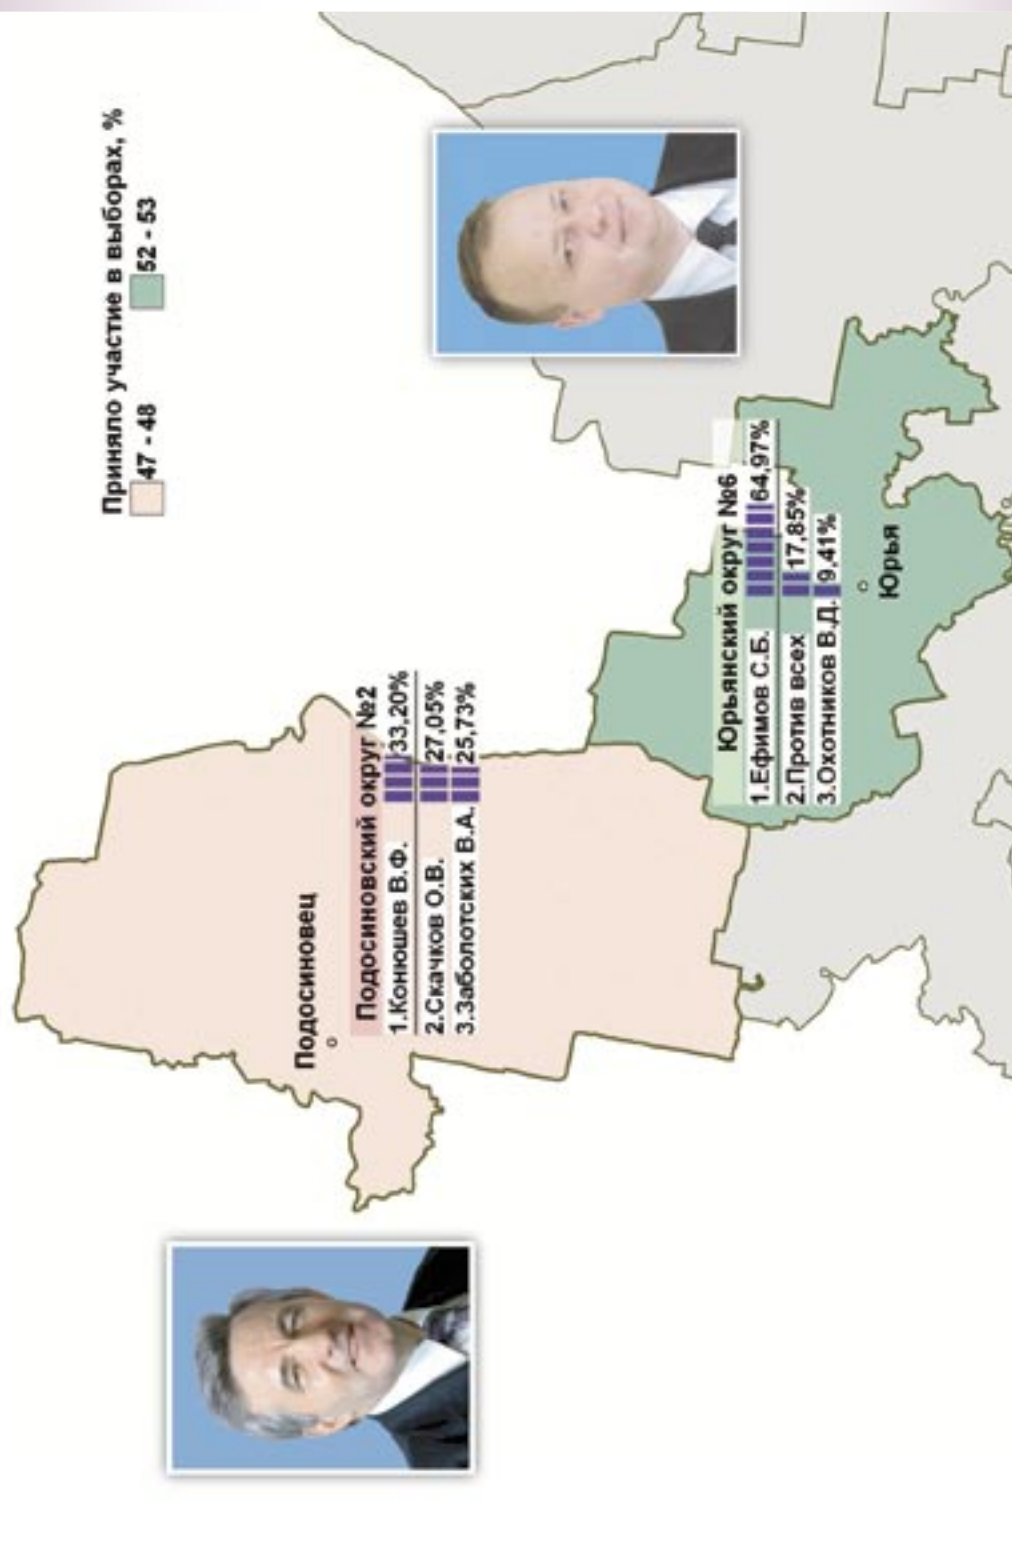 Приняло участие в выборах, %
47 - 48
52 - 53
Подосиновец
Подосиновский округ №2
1.Конюшев В.Ф. 33,20%
2.Скачков О.В. 27,05%
3.Заболотских В.А. 25,73%
Юрьянский округ №6
1.Ефимов С.Б. 64,97%
2.Против всех 17,85%
3.Охотников В.Д. 9,41%
Юрья